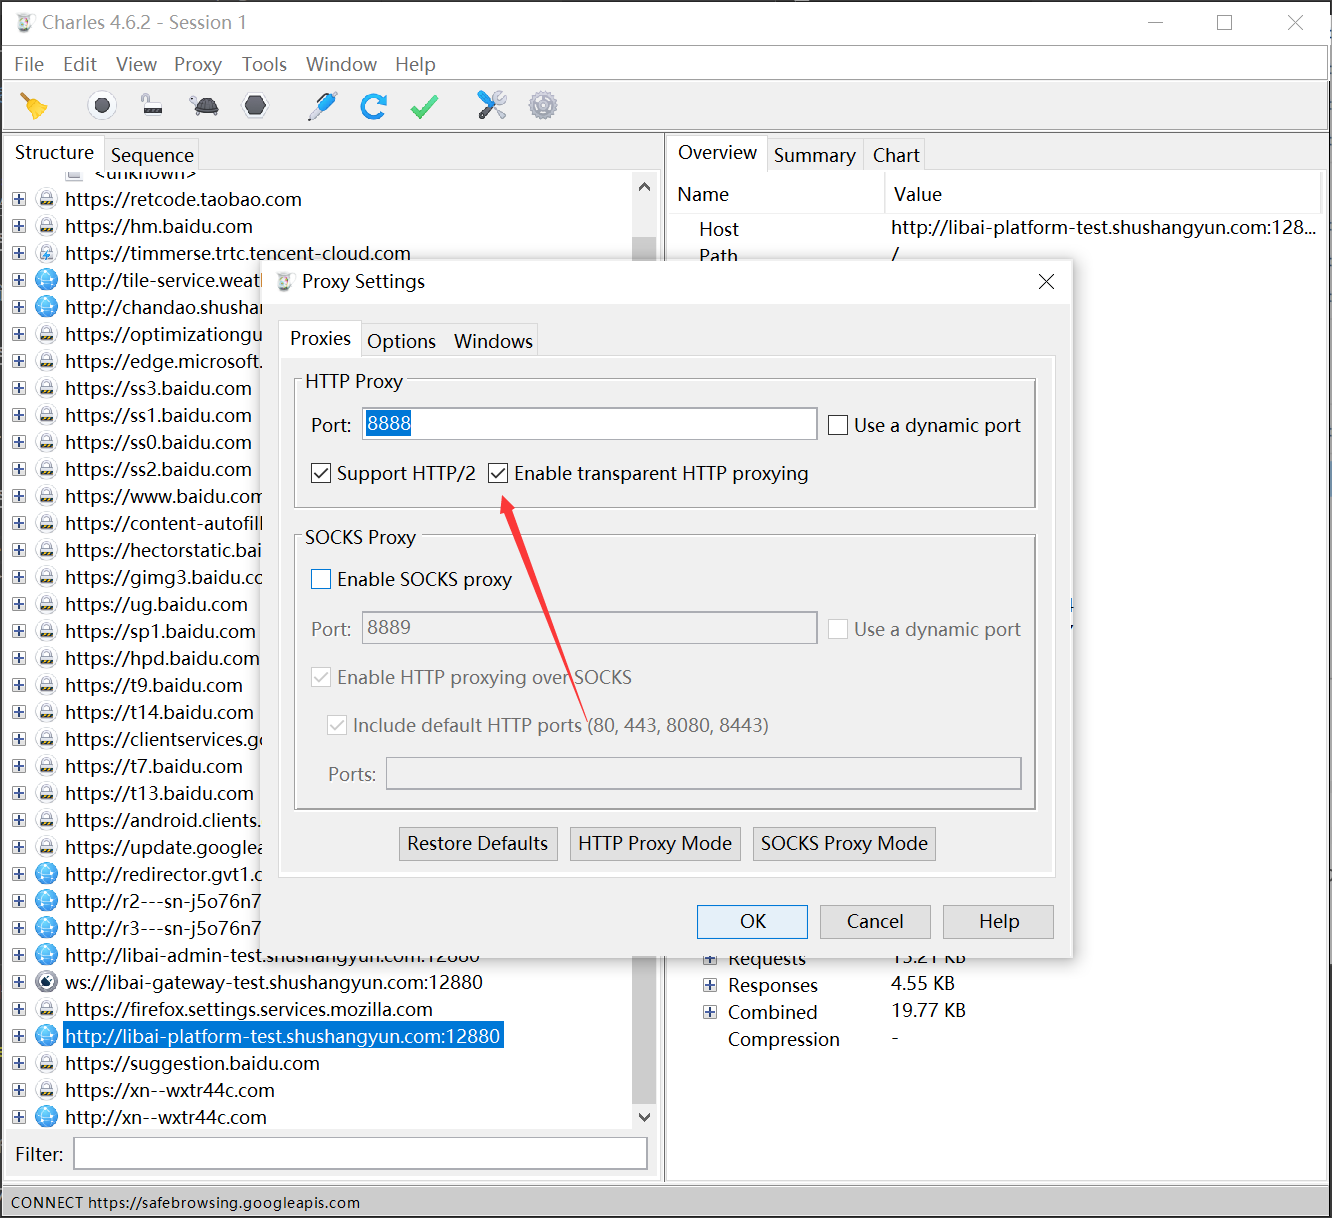 Charles 4.6.2 - Session 1
File Edit View Proxy Tools Window Help
Structure Sequence
<unknown>
https://retcode.taobao.com
https://hm.baidu.com
https://timmerse.trtc.tencent-cloud.com
http://tile-service.weat
http://chandao.shushan
https://optimizationgu
https://edge.microsoft.
https://ss3.baidu.com
https://ss1.baidu.com
https://ss0.baidu.com
https://ss2.baidu.com
https://www.baidu.com
https://content-autofill
https://hectorstatic.bai
https://gimg3.baidu.co
https://ug.baidu.com
https://sp1.baidu.com
https://hpd.baidu.com
https://t9.baidu.com
https://t14.baidu.com
https://clientservices.go
https://t7.baidu.com
https://t13.baidu.com
https://android.clients.
https://update.googlea
http://redirector.gvt1.c
http://r2---sn-j5o76n7
http://r3---sn-j5o76n7
http://libai-admin-test.shushangyun.com:12880
ws://libai-gateway-test.shushangyun.com:12880
https://firefox.settings.services.mozilla.com
http://libai-platform-test.shushangyun.com:12880
https://suggestion.baidu.com
https://xn--wxtr44c.com
http://xn--wxtr44c.com
Filter:
CONNECT https://safebrowsing.googleapis.com
Overview Summary Chart
Name Value
Host http://libai-platform-test.shushangyun.com:128...
Path /
Proxy Settings
Proxies Options Windows
HTTP Proxy
Port: 8888 Use a dynamic port
Support HTTP/2 Enable transparent HTTP proxying
SOCKS Proxy
Enable SOCKS proxy
Port: 8889 Use a dynamic port
Enable HTTP proxying over SOCKS
Include default HTTP ports (80, 443, 8080, 8443)
Ports:
Restore Defaults HTTP Proxy Mode SOCKS Proxy Mode
OK Cancel Help
Requests 15.21 KB
Responses 4.55 KB
Combined 19.77 KB
Compression -